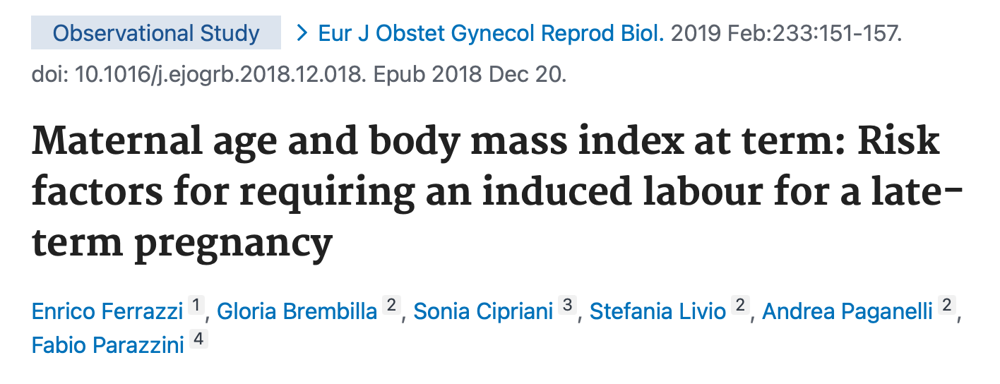 Observational Study > Eur J Obstet Gynecol Reprod Biol. 2019 Feb:233:151-157.
doi: 10.1016/j.ejogrb.2018.12.018. Epub 2018 Dec 20.
Maternal age and body mass index at term: Risk
factors for requiring an induced labour for a late-
term pregnancy
Enrico Ferrazzi 1, Gloria Brembilla 2, Sonia Cipriani 3, Stefania Livio 2, Andrea Paganelli 2,
Fabio Parazzini 4